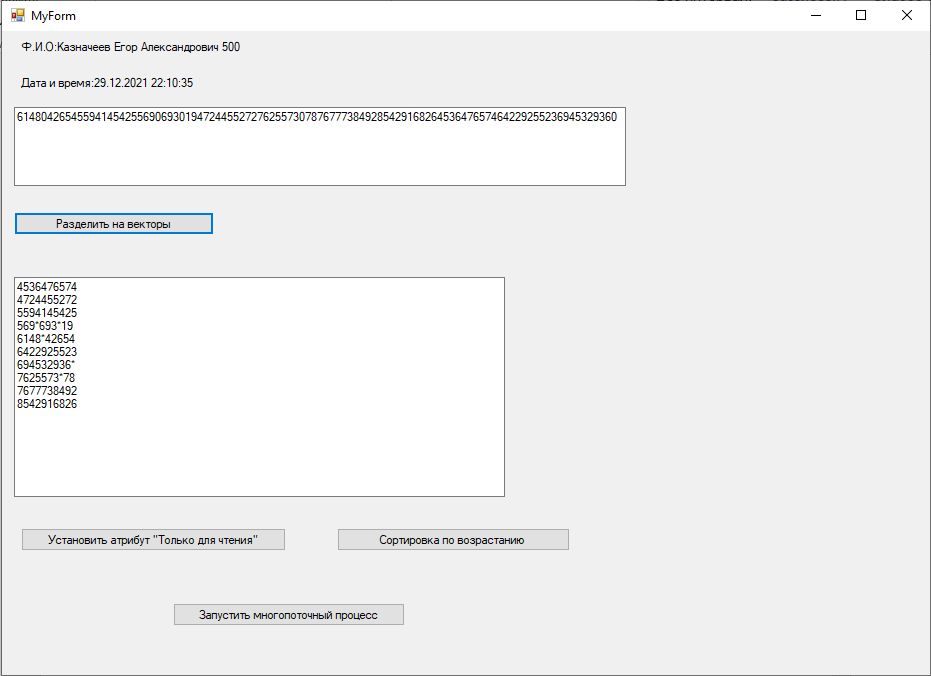 MyForm
Ф.И.О:Казначеев Егор Александрович 500
Дата и время:29.12.2021 22:10:35
6148042654559414542556906930194724455272762557307876777384928542916826453647657464229255236945329360
Разделить на векторы
4536476574
4724455272
5594145425
569*693*19
6148*42654
6422925523
694532936*
7625573*78
7677738492
8542916826
Установить атрибут "Только для чтения"
Сортировка по возрастанию
Запустить многопоточный процесс